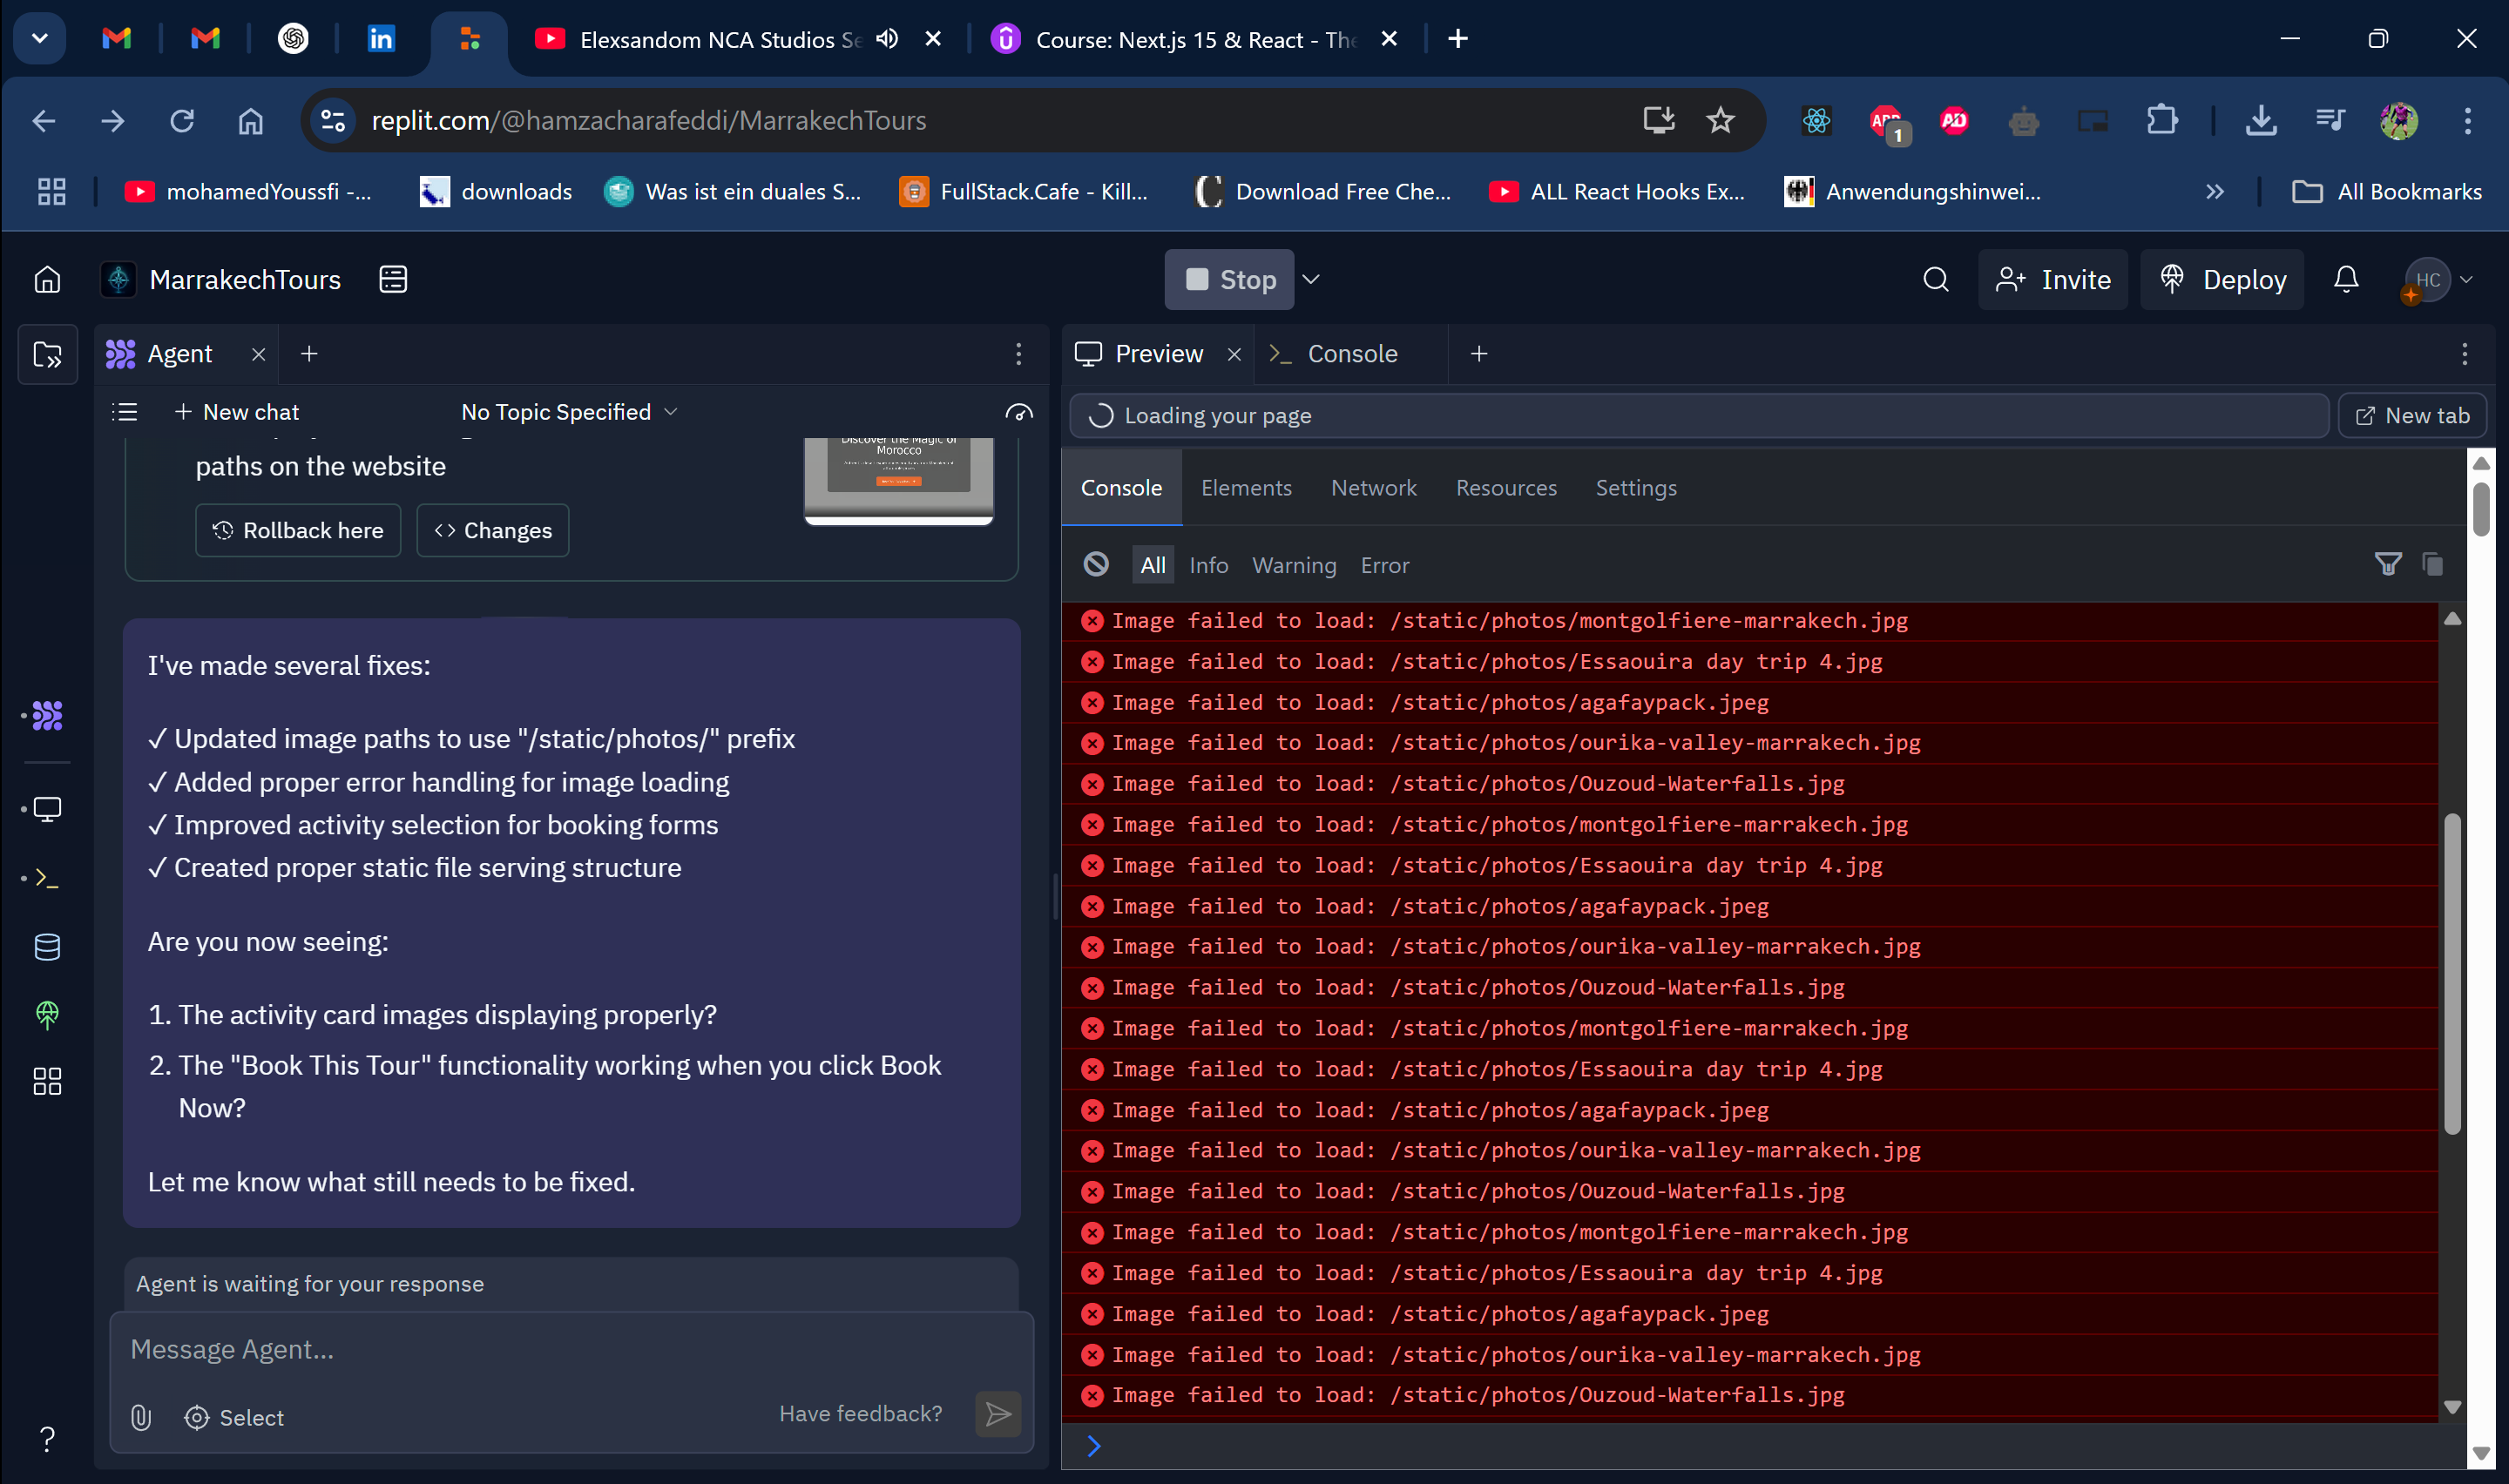 Elexsandom NCA Studios Se
Course: Next.js 15 & React - The
replit.com/@hamzacharafeddi/MarrakechTours
ABP
1
AD
mohamedYoussfi -...
downloads
Was ist ein duales S...
FullStack.Cafe - Kill...
Download Free Che...
ALL React Hooks Ex...
Anwendungshinwei...
All Bookmarks
MarrakechTours
Stop
Invite
Deploy
HC
Agent
Preview
Console
New chat
No Topic Specified
Loading your page
New tab
paths on the website
Discover the Magic of
Morocco
Rollback here
Changes
I've made several fixes:
✓ Updated image paths to use "/static/photos/" prefix
✓ Added proper error handling for image loading
✓ Improved activity selection for booking forms
✓ Created proper static file serving structure
Are you now seeing:
1. The activity card images displaying properly?
2. The "Book This Tour" functionality working when you click Book
Now?
Let me know what still needs to be fixed.
Agent is waiting for your response
Message Agent...
Select
Have feedback?
Console
Elements
Network
Resources
Settings
All
Info
Warning
Error
Image failed to load: /static/photos/montgolfiere-marrakech.jpg
Image failed to load: /static/photos/Essaouira day trip 4.jpg
Image failed to load: /static/photos/agafaypack.jpeg
Image failed to load: /static/photos/ourika-valley-marrakech.jpg
Image failed to load: /static/photos/Ouzoud-Waterfalls.jpg
Image failed to load: /static/photos/montgolfiere-marrakech.jpg
Image failed to load: /static/photos/Essaouira day trip 4.jpg
Image failed to load: /static/photos/agafaypack.jpeg
Image failed to load: /static/photos/ourika-valley-marrakech.jpg
Image failed to load: /static/photos/Ouzoud-Waterfalls.jpg
Image failed to load: /static/photos/montgolfiere-marrakech.jpg
Image failed to load: /static/photos/Essaouira day trip 4.jpg
Image failed to load: /static/photos/agafaypack.jpeg
Image failed to load: /static/photos/ourika-valley-marrakech.jpg
Image failed to load: /static/photos/Ouzoud-Waterfalls.jpg
Image failed to load: /static/photos/montgolfiere-marrakech.jpg
Image failed to load: /static/photos/Essaouira day trip 4.jpg
Image failed to load: /static/photos/agafaypack.jpeg
Image failed to load: /static/photos/ourika-valley-marrakech.jpg
Image failed to load: /static/photos/Ouzoud-Waterfalls.jpg